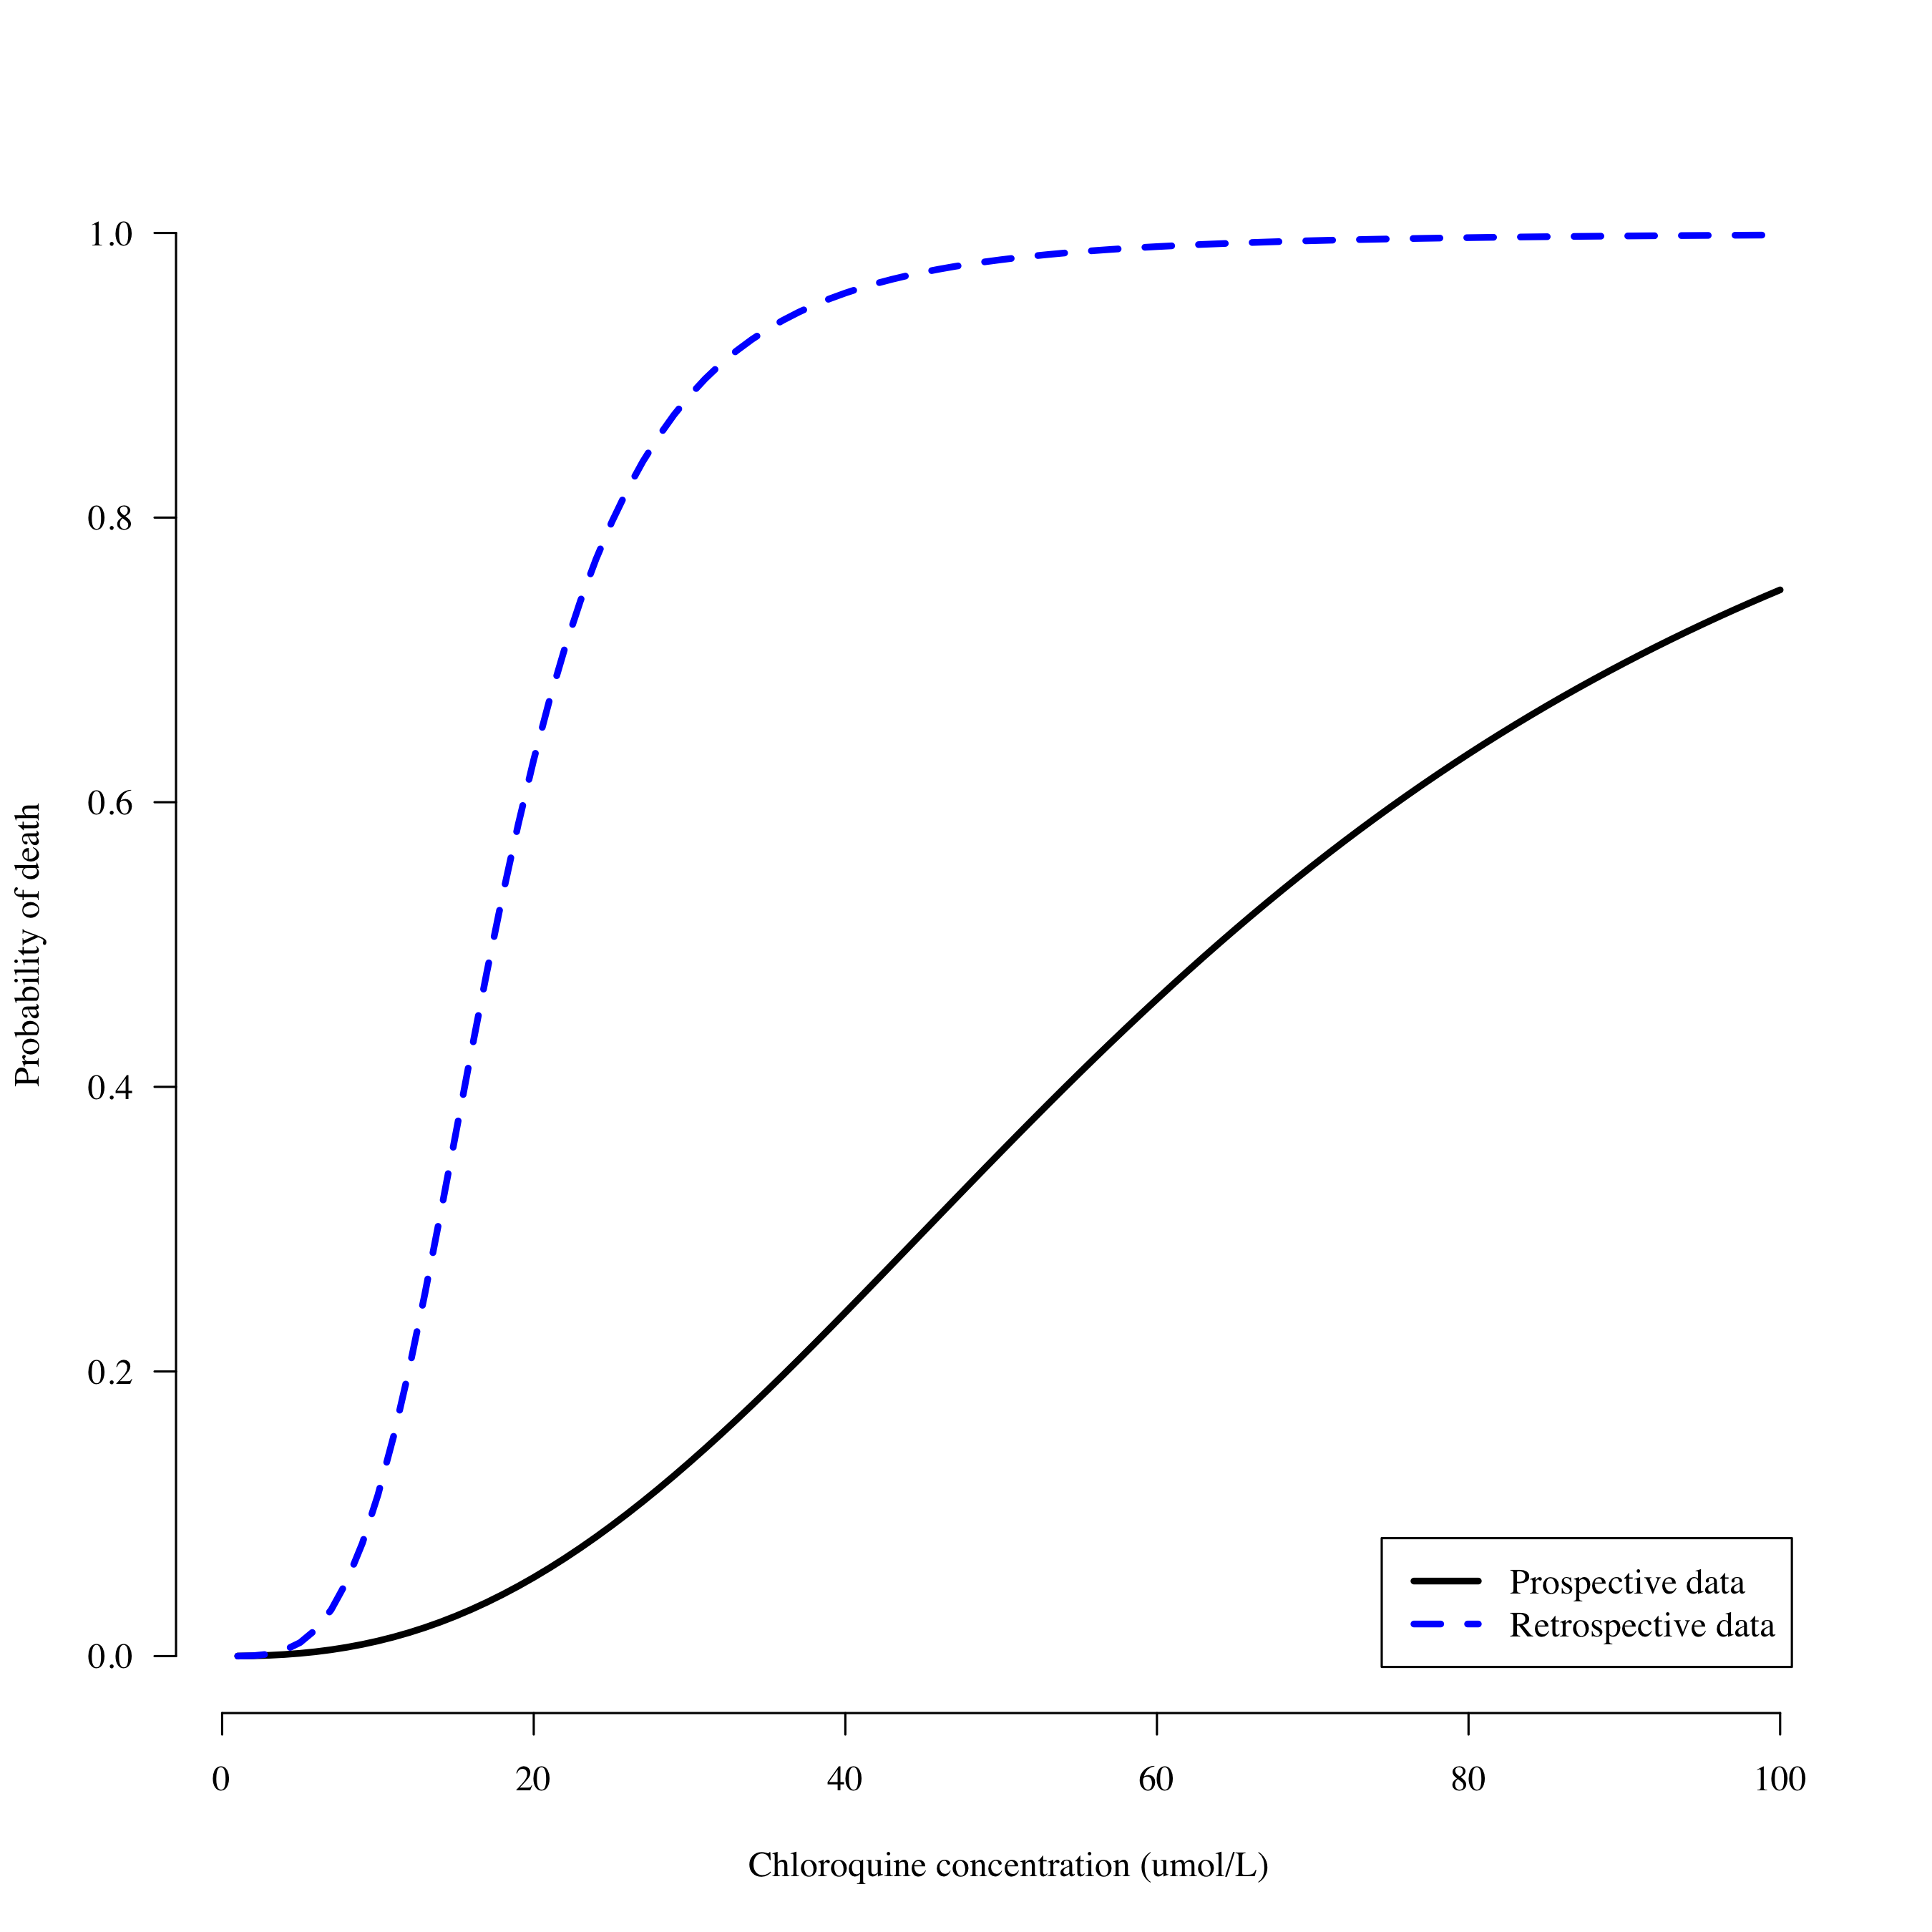 1.0
0.8
0.6
0.4
0.2
0.0
Probability of death
0 20 40 60 80 100
Chloroquine concentration (umol/L)
Prospective data
Retrospective data